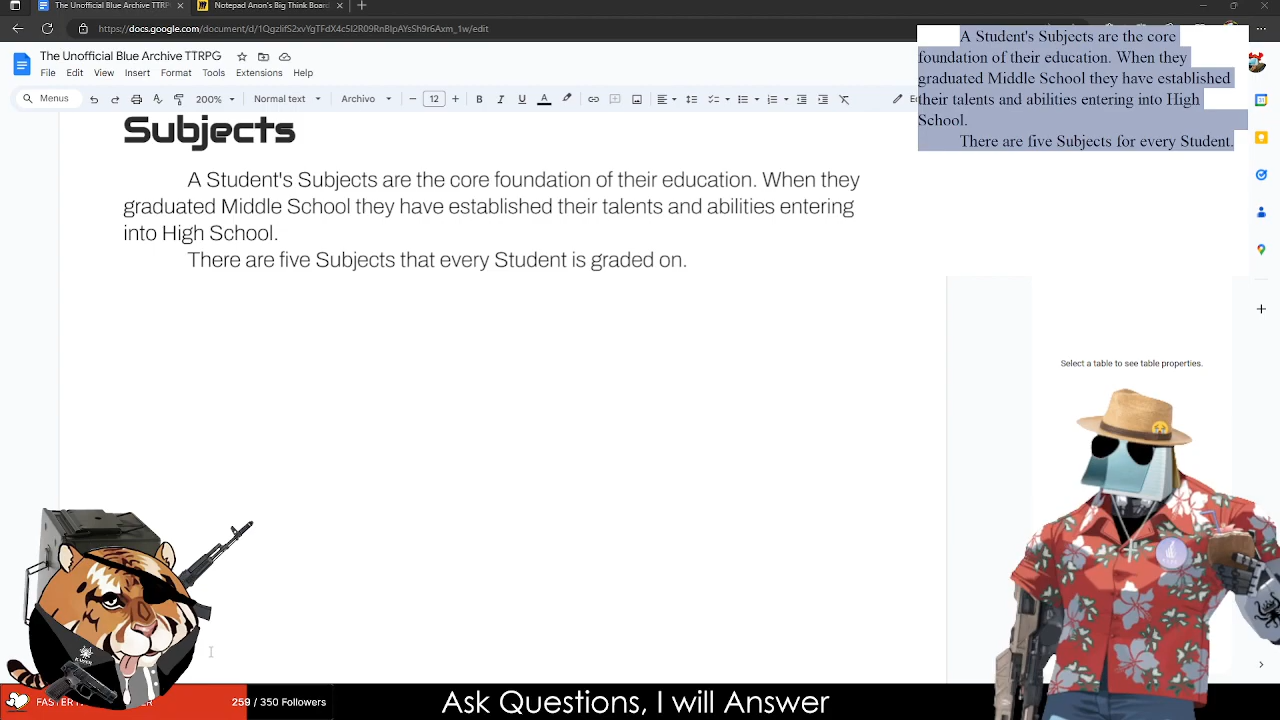 The Unofficial Blue Archive TTRP
Notepad Anon's Big Think Board
https://docs.google.com/document/d/1QgzIifS2xvYgTFdX4c5I2R09RnBlpAYsSh9r6Axm_1w/edit
The Unofficial Blue Archive TTRPG
File Edit View Insert Format Tools Extensions Help
Menus 200% Normal text Archivo 12
A Student's Subjects are the core
foundation of their education. When they
graduated Middle School they have established
their talents and abilities entering into High
School.
There are five Subjects for every Student.
Subjects
A Student's Subjects are the core foundation of their education. When they
graduated Middle School they have established their talents and abilities entering
into High School.
There are five Subjects that every Student is graded on.
Select a table to see table properties.
259 / 350 Followers
Ask Questions, I will Answer